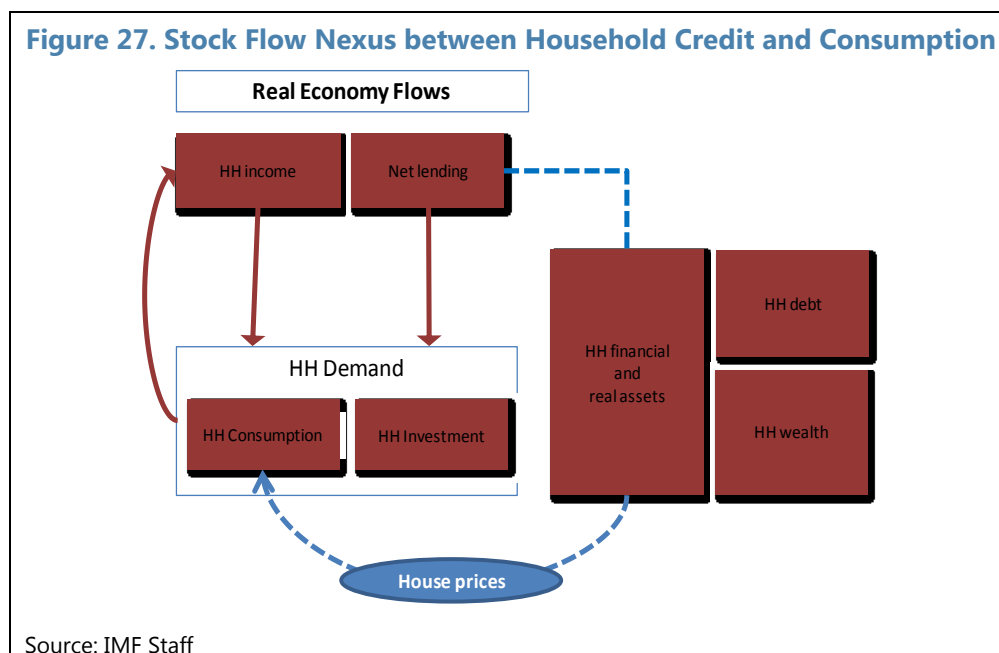 Figure 27. Stock Flow Nexus between Household Credit and Consumption
Real Economy Flows
HH income
Net lending
HH debt
HH financial
and
real assets
HH Demand
HH wealth
HH Consumption
HH Investment
House prices
Source: IMF Staff